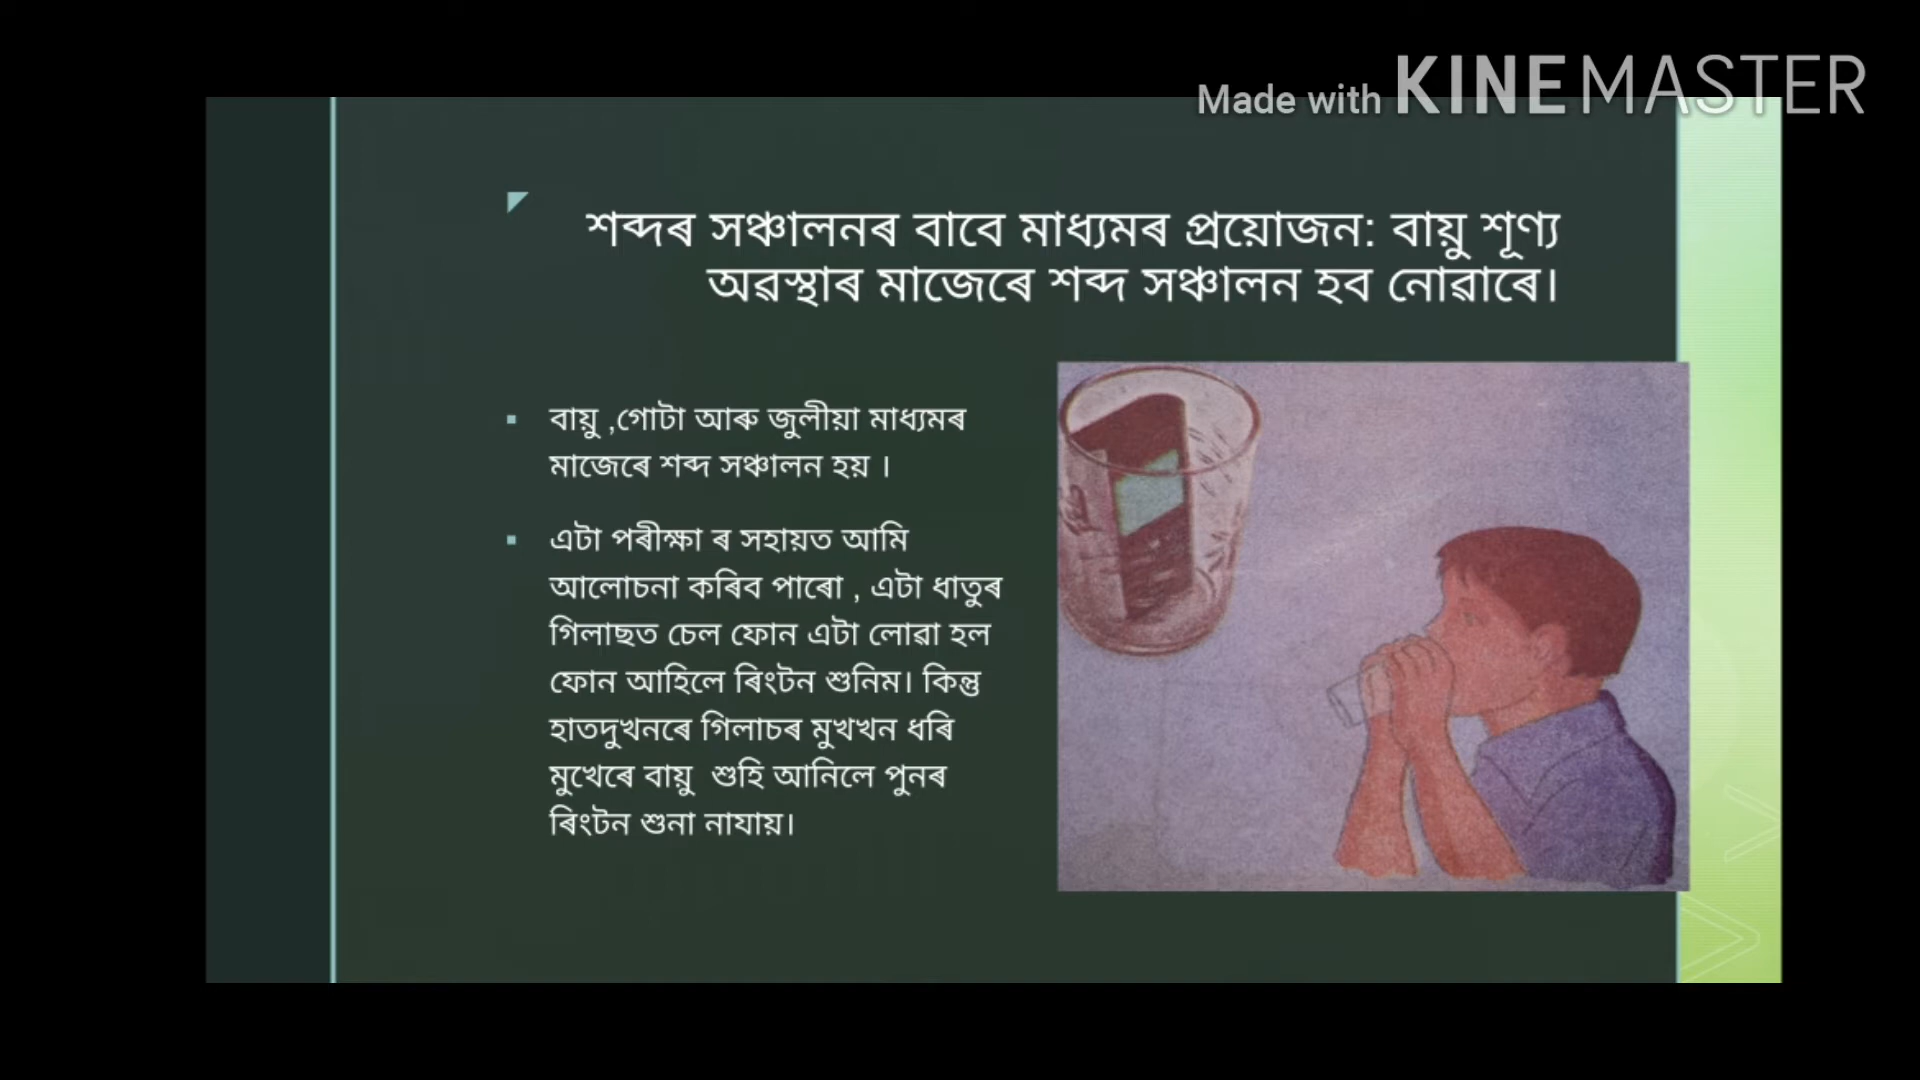 Made with KINEMASTER
শব্দৰ সঞ্চালনৰ বাবে মাধ্যমৰ প্ৰয়োজন: বায়ু শূণ্য
অৱস্থাৰ মাজেৰে শব্দ সঞ্চালন হব নোৱাৰে।
▪ বায়ু ,গোটা আৰু জুলীয়া মাধ্যমৰ
মাজেৰে শব্দ সঞ্চালন হয় ।
▪ এটা পৰীক্ষা ৰ সহায়ত আমি
আলোচনা কৰিব পাৰো , এটা ধাতুৰ
গিলাছত চেল ফোন এটা লোৱা হল
ফোন আহিলে ৰিংটন শুনিম। কিন্তু
হাতদুখনৰে গিলাচৰ মুখখন ধৰি
মুখেৰে বায়ু শুহি আনিলে পুনৰ
ৰিংটন শুনা নাযায়।